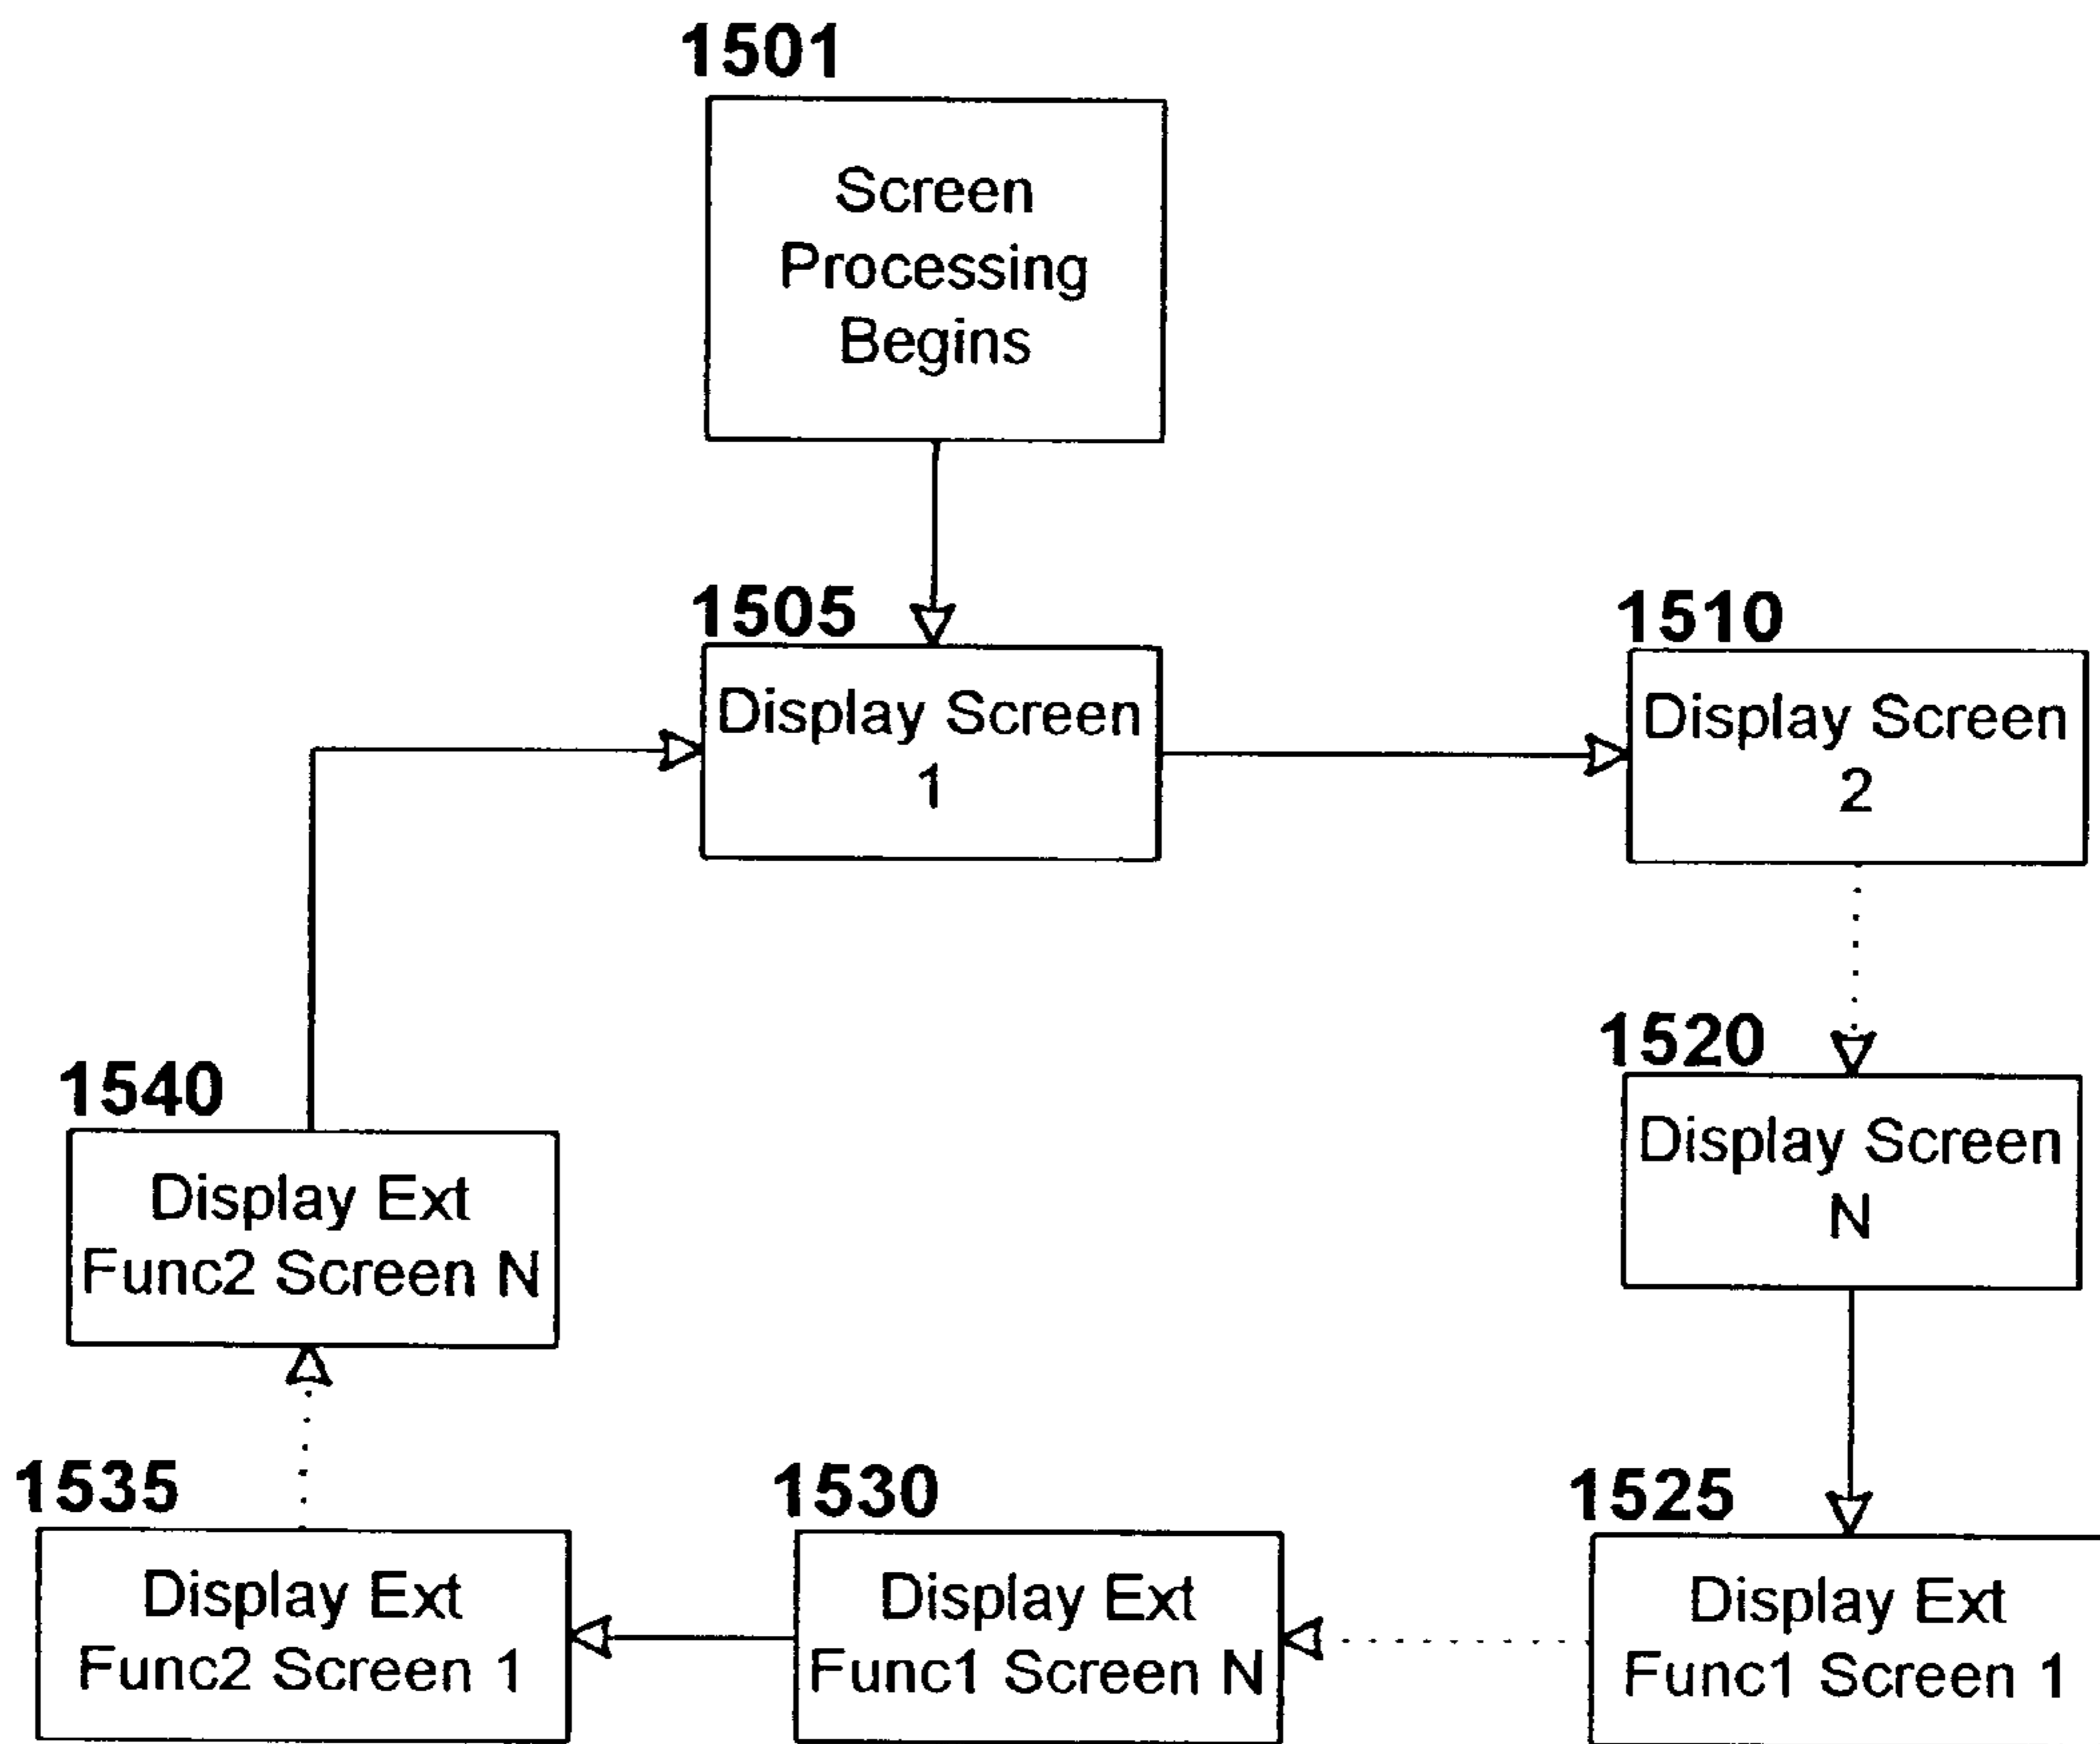 1501
Screen
Processing
Begins
1505
Display Screen
1
1510
Display Screen
2
1520
Display Screen
N
1525
Display Ext
Func1 Screen 1
1530
Display Ext
Func1 Screen N
1535
Display Ext
Func2 Screen 1
1540
Display Ext
Func2 Screen N